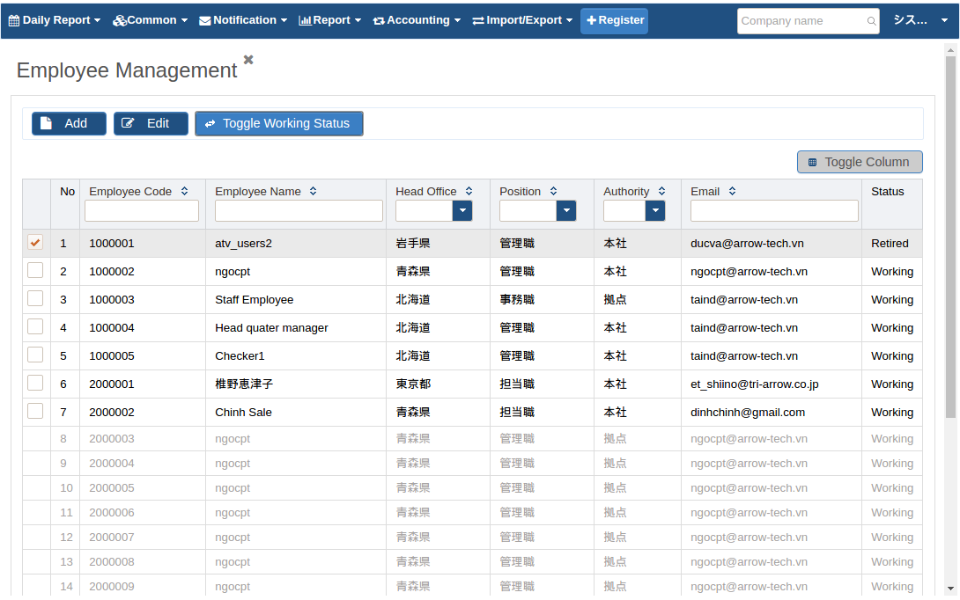 Daily Report Common Notification Report Accounting Import/Export Register Company name シス...
Employee Management
Add Edit Toggle Working Status
Toggle Column
No Employee Code Employee Name Head Office Position Authority Email Status
1 1000001 atv_users2 岩手県 管理職 本社 ducva@arrow-tech.vn Retired
2 1000002 ngocpt 青森県 管理職 本社 ngocpt@arrow-tech.vn Working
3 1000003 Staff Employee 北海道 事務職 拠点 taind@arrow-tech.vn Working
4 1000004 Head quater manager 北海道 管理職 本社 taind@arrow-tech.vn Working
5 1000005 Checker1 北海道 管理職 本社 taind@arrow-tech.vn Working
6 2000001 椎野恵津子 東京都 担当職 本社 et_shiino@tri-arrow.co.jp Working
7 2000002 Chinh Sale 青森県 担当職 本社 dinhchinh@gmail.com Working
8 2000003 ngocpt 青森県 管理職 拠点 ngocpt@arrow-tech.vn Working
9 2000004 ngocpt 青森県 管理職 拠点 ngocpt@arrow-tech.vn Working
10 2000005 ngocpt 青森県 管理職 拠点 ngocpt@arrow-tech.vn Working
11 2000006 ngocpt 青森県 管理職 拠点 ngocpt@arrow-tech.vn Working
12 2000007 ngocpt 青森県 管理職 拠点 ngocpt@arrow-tech.vn Working
13 2000008 ngocpt 青森県 管理職 拠点 ngocpt@arrow-tech.vn Working
14 2000009 ngocpt 青森県 管理職 拠点 ngocpt@arrow-tech.vn Working